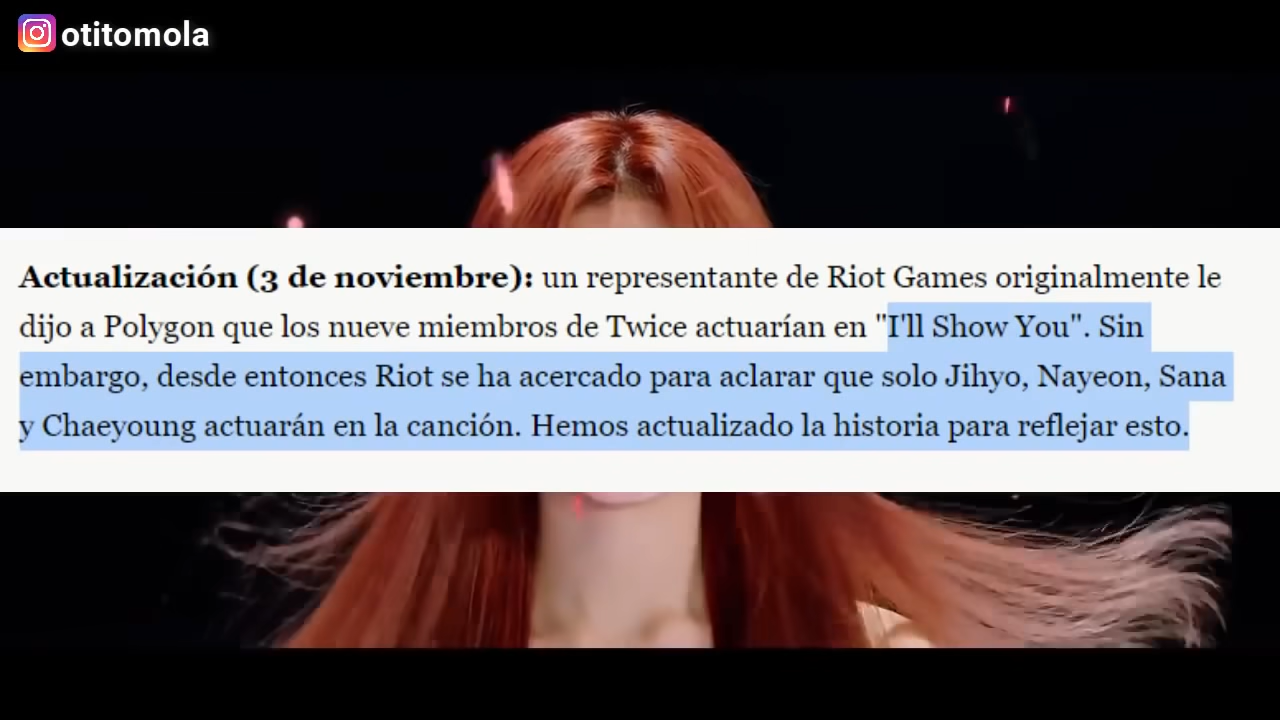 otitomola
Actualización (3 de noviembre): un representante de Riot Games originalmente le
dijo a Polygon que los nueve miembros de Twice actuarían en "I'll Show You". Sin
embargo, desde entonces Riot se ha acercado para aclarar que solo Jihyo, Nayeon, Sana
y Chaeyoung actuarán en la canción. Hemos actualizado la historia para reflejar esto.